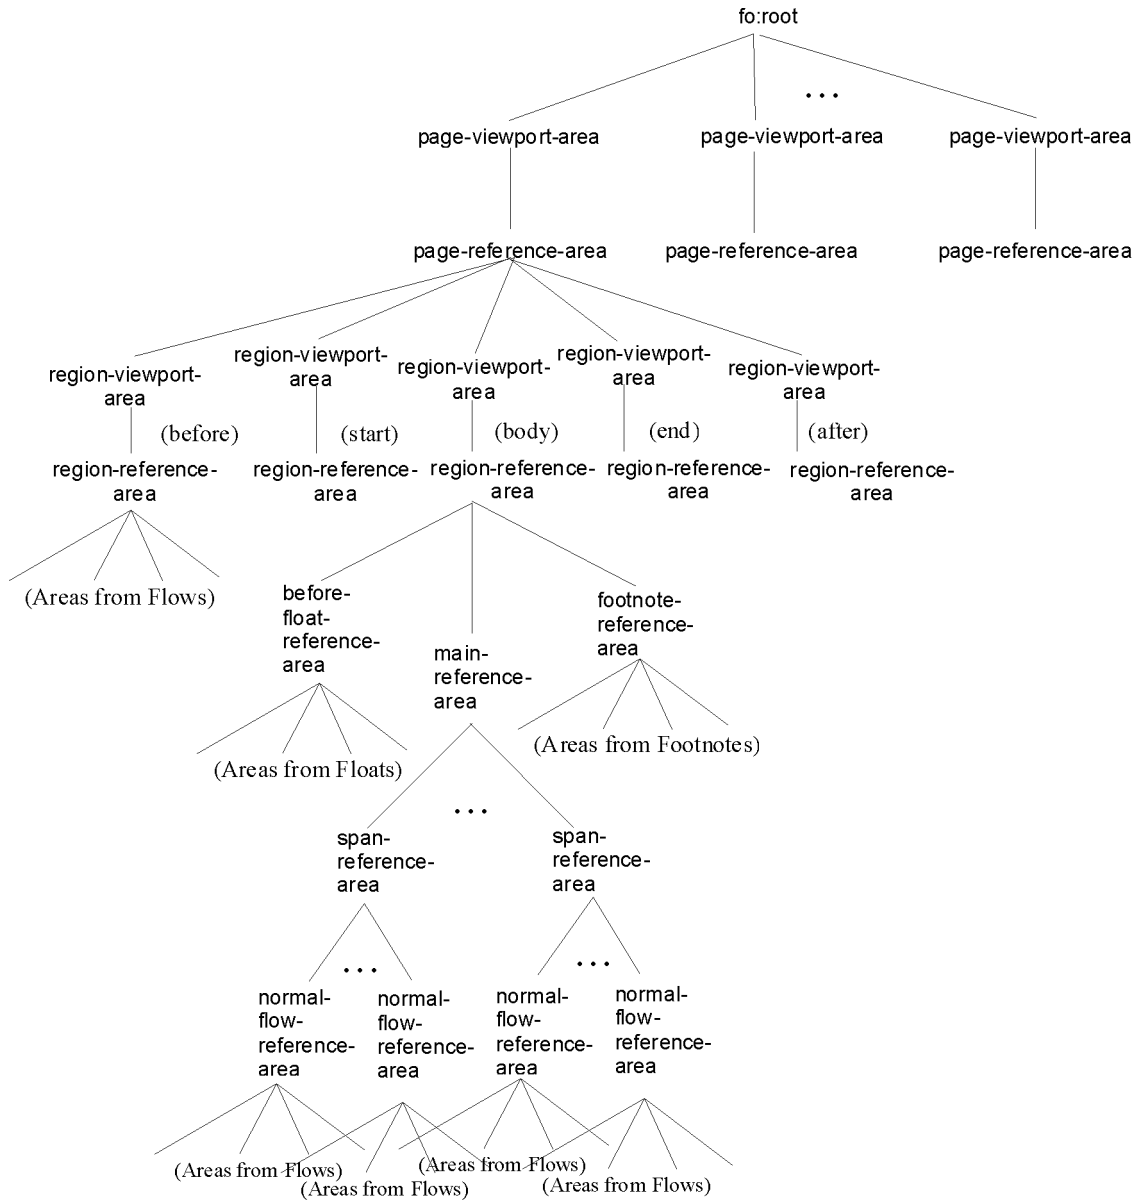 fo:root
...
page-viewport-area page-viewport-area page-viewport-area
page-reference-area page-reference-area page-reference-area
region-viewport-
area
region-viewport-
area
region-viewport-
area
region-viewport-
area
region-viewport-
area
(before) (start) (body) (end) (after)
region-reference-
area
region-reference-
area
region-reference-
area
region-reference-
area
region-reference-
area
(Areas from Flows)
before-
float-
reference-
area
main-
reference-
area
footnote-
reference-
area
(Areas from Floats)
(Areas from Footnotes)
...
span-
reference-
area
span-
reference-
area
...
...
normal-
flow-
reference-
area
normal-
flow-
reference-
area
normal-
flow-
reference-
area
normal-
flow-
reference-
area
(Areas from Flows)
(Areas from Flows)
(Areas from Flows)
(Areas from Flows)